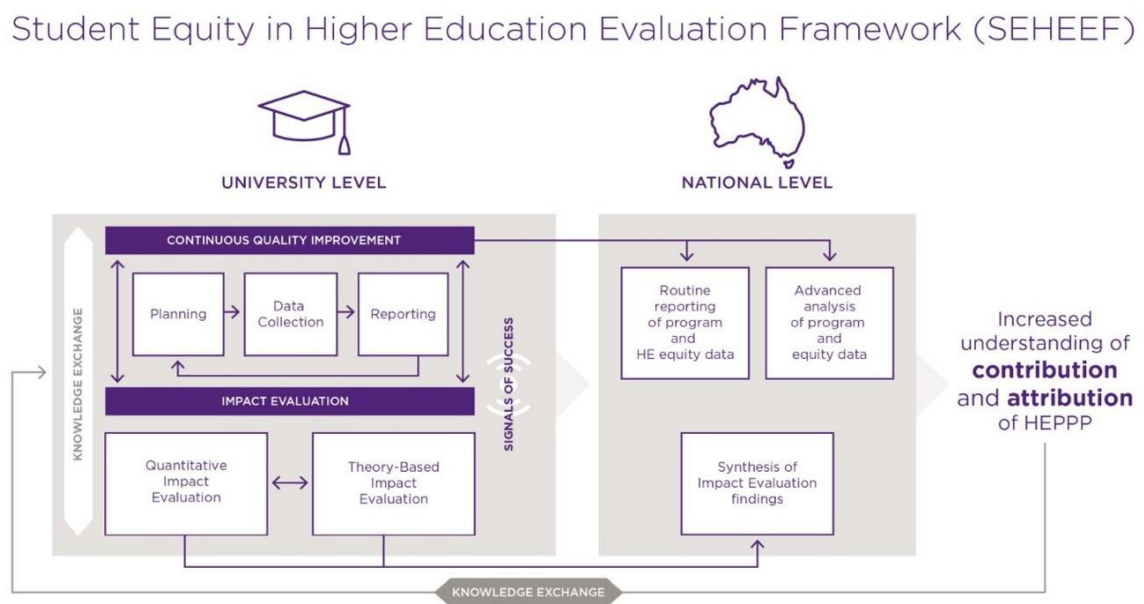 Student Equity in Higher Education Evaluation Framework (SEHEEF)
UNIVERSITY LEVEL
NATIONAL LEVEL
KNOWLEDGE EXCHANGE
CONTINUOUS QUALITY IMPROVEMENT
Planning
Data
Collection
Reporting
IMPACT EVALUATION
Quantitative
Impact
Evaluation
Theory-Based
Impact
Evaluation
SIGNALS OF SUCCESS
Routine
reporting
of program
and
HE equity data
Advanced
analysis
of program
and
equity data
Synthesis of
Impact Evaluation
findings
Increased
understanding of
contribution
and attribution
of HEPPP
KNOWLEDGE EXCHANGE